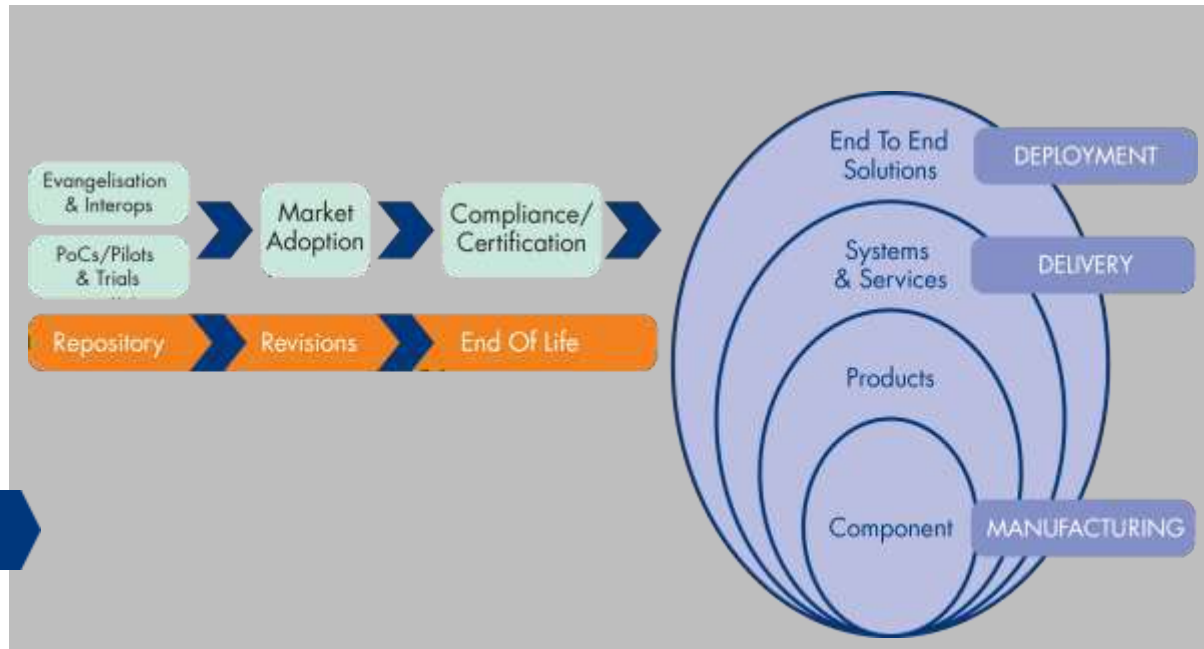 Evangelisation
& Interops
PoCs/Pilots
& Trials
Market
Adoption
Compliance/
Certification
Repository
Revisions
End Of Life
End To End
Solutions
DEPLOYMENT
Systems
& Services
DELIVERY
Products
Component
MANUFACTURING